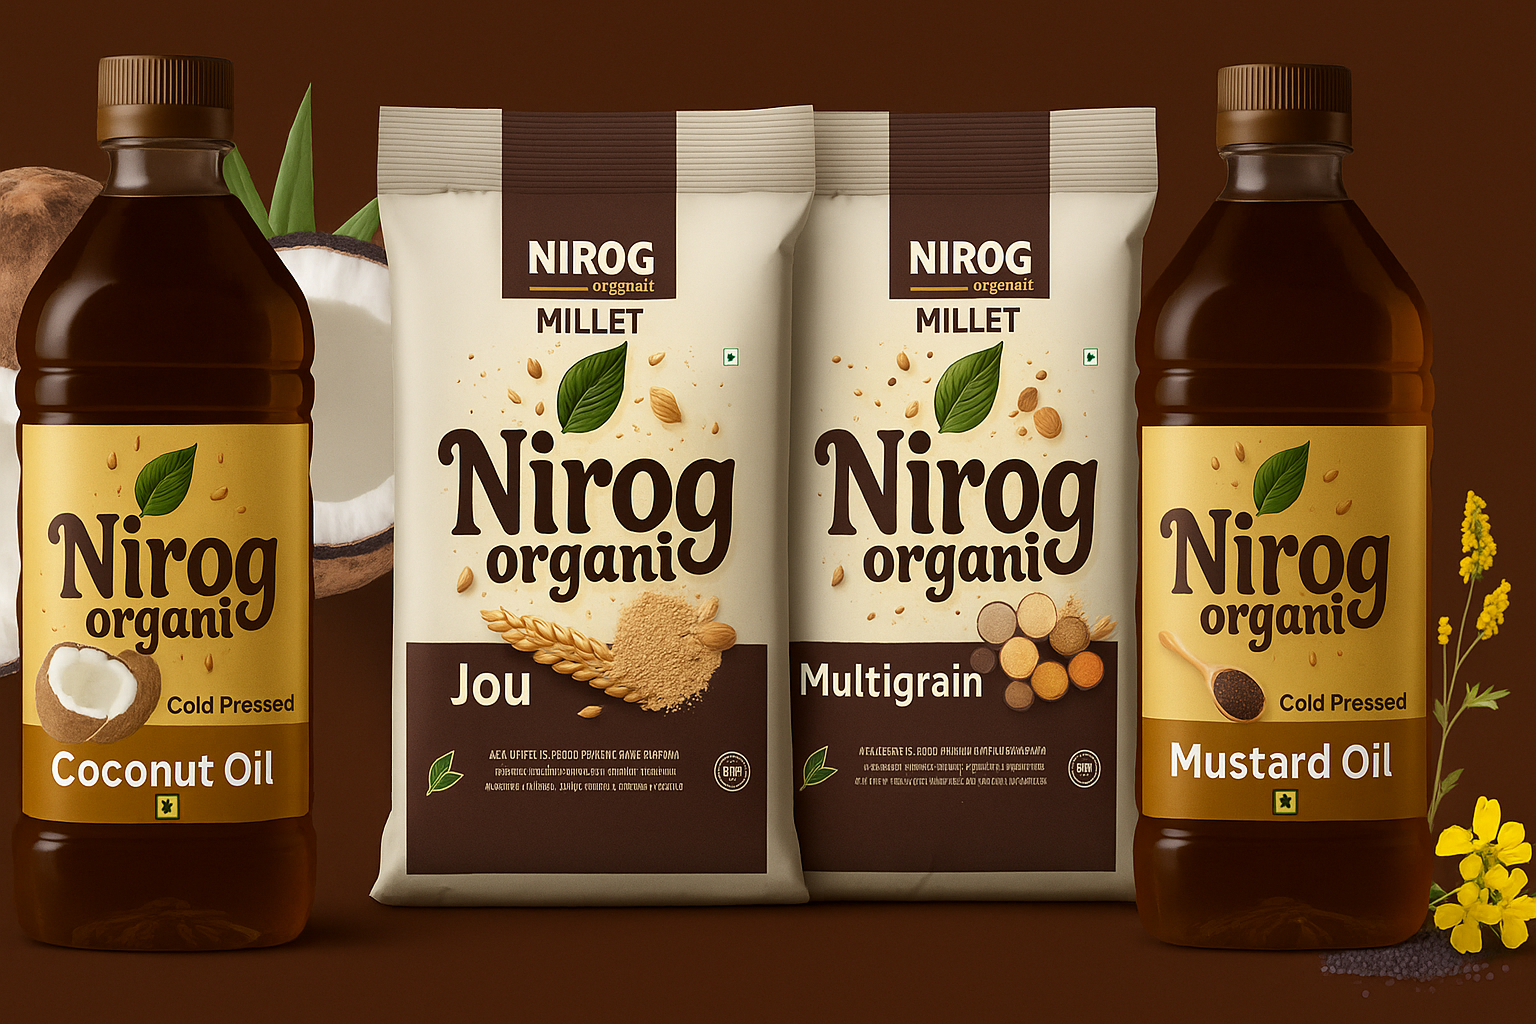 Nirog
organi
Cold Pressed
Coconut Oil
NIROG
orggnait
MILLET
Nirog
organi
Jou
NIROG
orgenait
MILLET
Nirog
organi
Multigrain
Nirog
organi
Cold Pressed
Mustard Oil